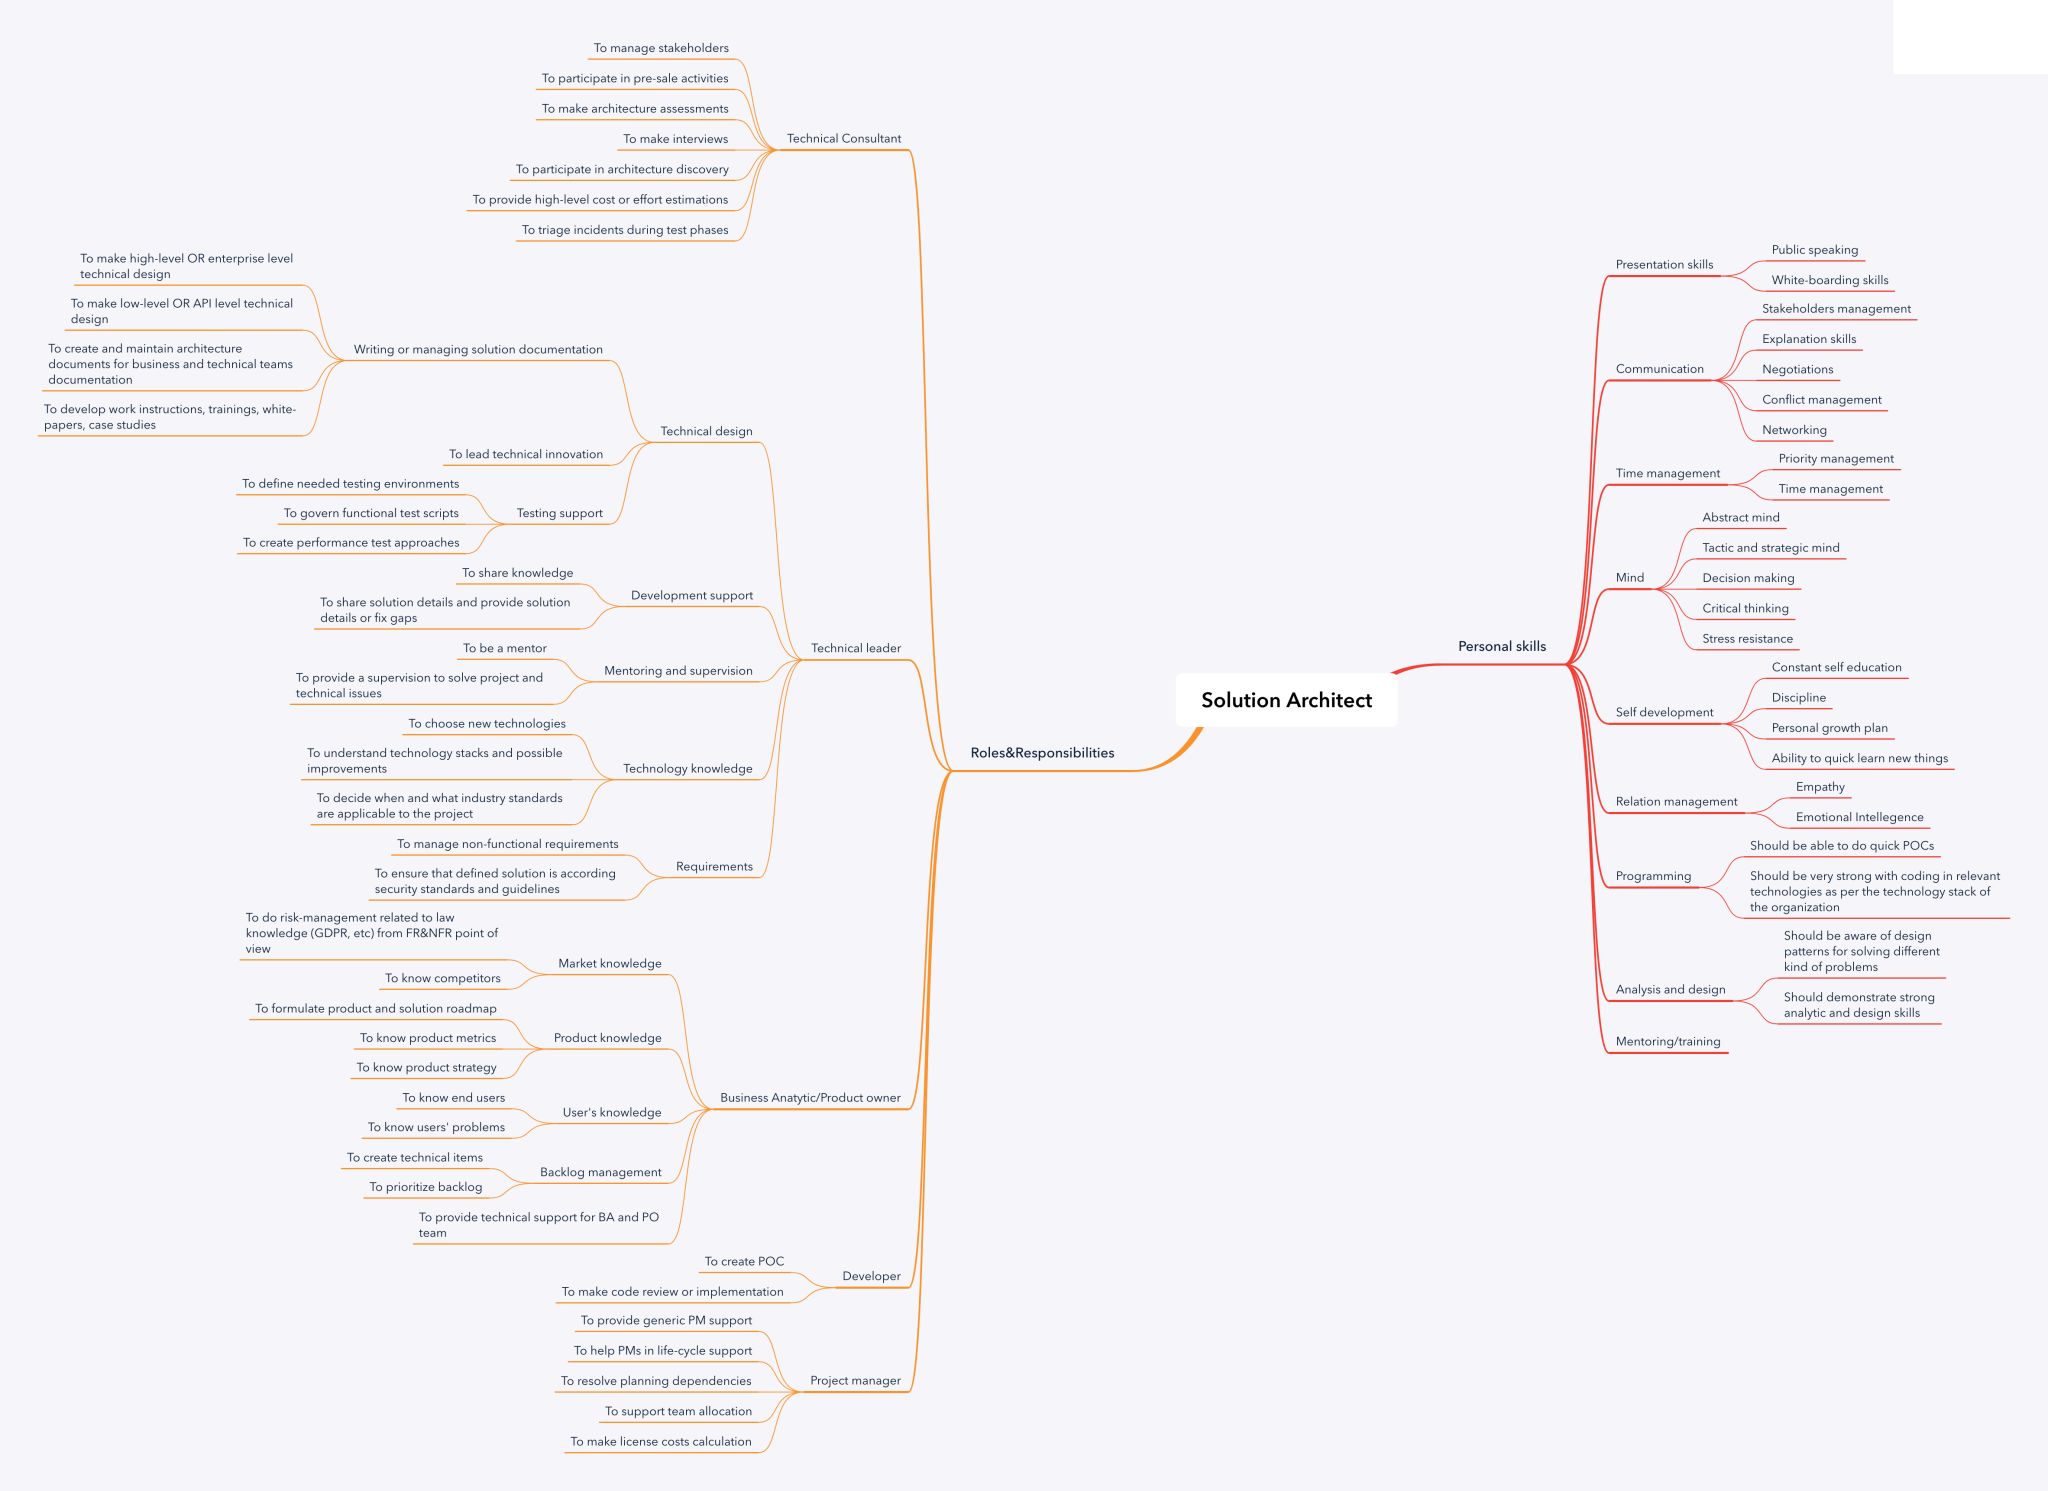 Solution Architect
Roles&Responsibilities
Technical Consultant
To manage stakeholders
To participate in pre-sale activities
To make architecture assessments
To make interviews
To participate in architecture discovery
To provide high-level cost or effort estimations
To triage incidents during test phases
Technical leader
Technical design
Writing or managing solution documentation
To make high-level OR enterprise level
technical design
To make low-level OR API level technical
design
To create and maintain architecture
documents for business and technical teams
documentation
To develop work instructions, trainings, white-
papers, case studies
To lead technical innovation
Testing support
To define needed testing environments
To govern functional test scripts
To create performance test approaches
Development support
To share knowledge
To share solution details and provide solution
details or fix gaps
Mentoring and supervision
To be a mentor
To provide a supervision to solve project and
technical issues
Technology knowledge
To choose new technologies
To understand technology stacks and possible
improvements
To decide when and what industry standards
are applicable to the project
Requirements
To manage non-functional requirements
To ensure that defined solution is according
security standards and guidelines
Business Anatytic/Product owner
Market knowledge
To do risk-management related to law
knowledge (GDPR, etc) from FR&NFR point of
view
To know competitors
Product knowledge
To formulate product and solution roadmap
To know product metrics
To know product strategy
User's knowledge
To know end users
To know users' problems
Backlog management
To create technical items
To prioritize backlog
To provide technical support for BA and PO
team
Developer
To create POC
To make code review or implementation
Project manager
To provide generic PM support
To help PMs in life-cycle support
To resolve planning dependencies
To support team allocation
To make license costs calculation
Personal skills
Presentation skills
Public speaking
White-boarding skills
Communication
Stakeholders management
Explanation skills
Negotiations
Conflict management
Networking
Time management
Priority management
Time management
Mind
Abstract mind
Tactic and strategic mind
Decision making
Critical thinking
Stress resistance
Self development
Constant self education
Discipline
Personal growth plan
Ability to quick learn new things
Relation management
Empathy
Emotional Intellegence
Programming
Should be able to do quick POCs
Should be very strong with coding in relevant
technologies as per the technology stack of
the organization
Analysis and design
Should be aware of design
patterns for solving different
kind of problems
Should demonstrate strong
analytic and design skills
Mentoring/training